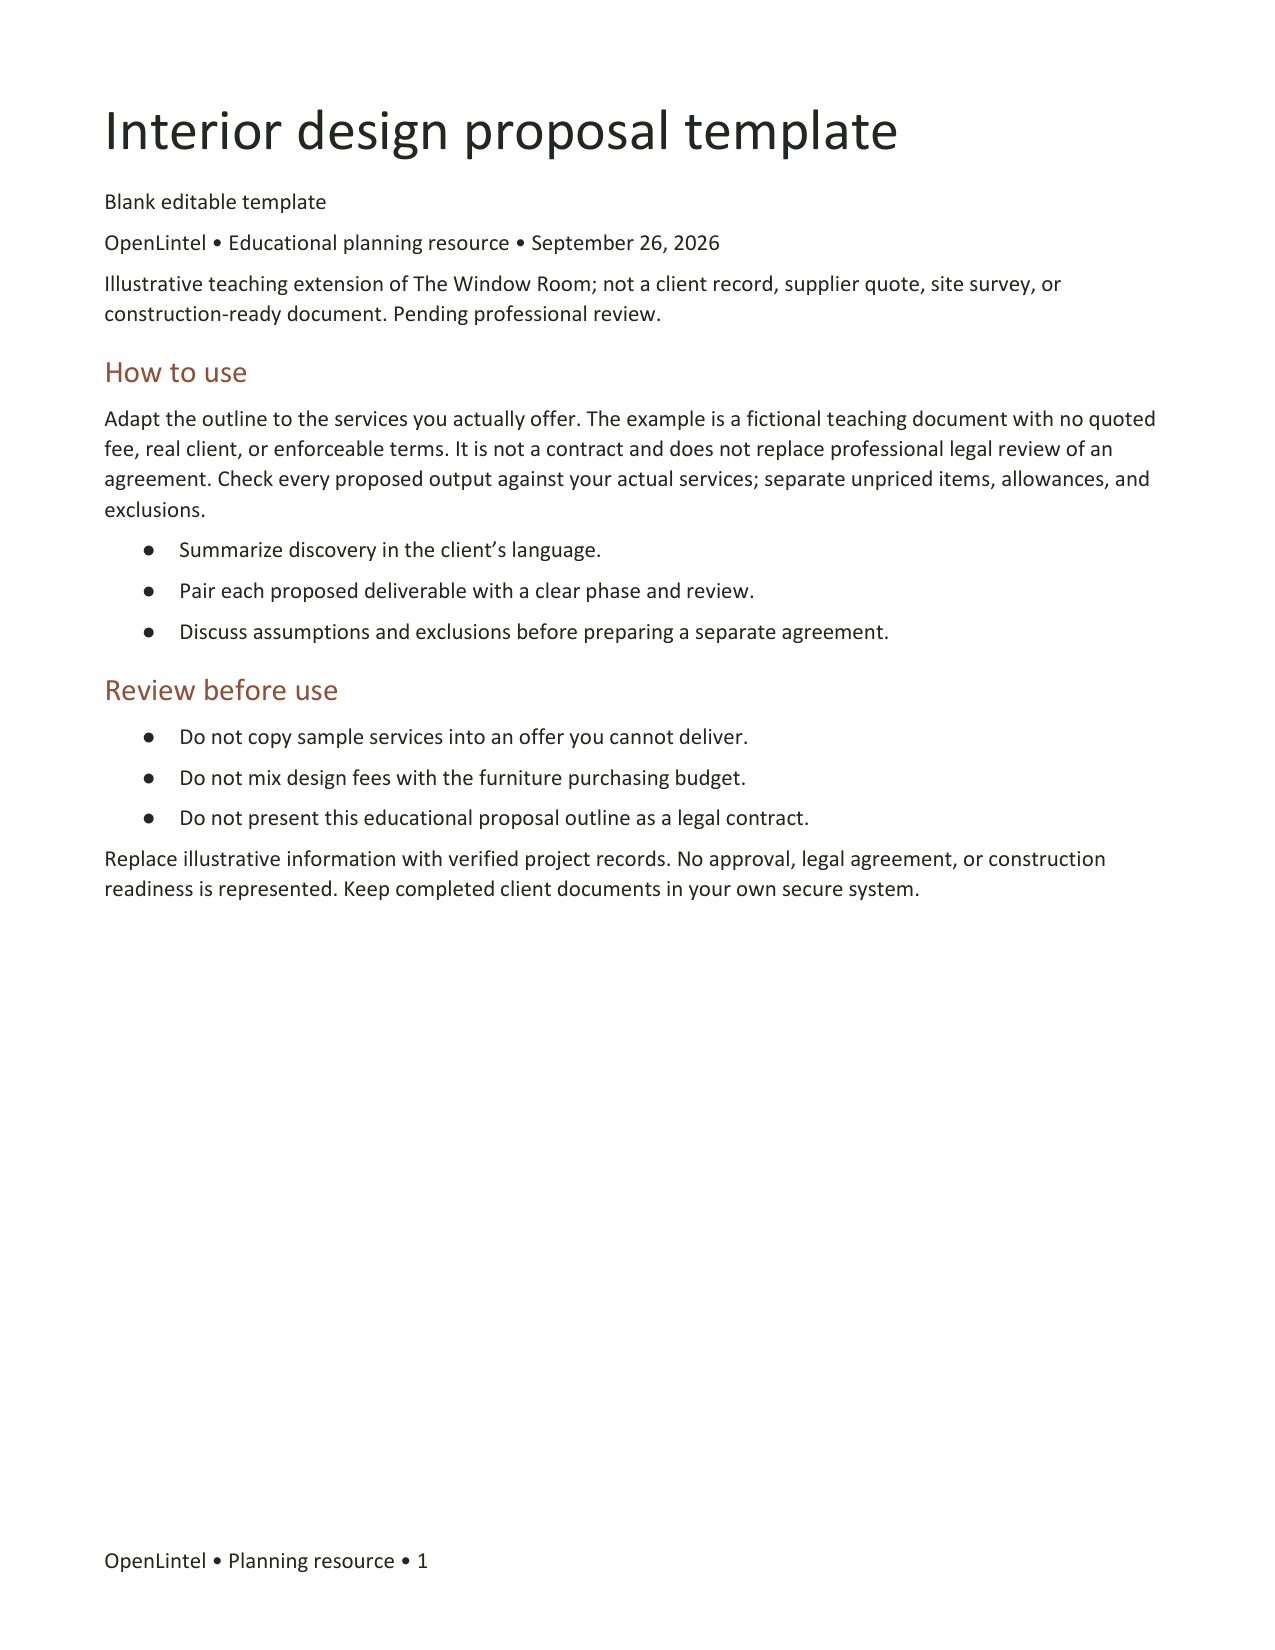 Interior design proposal template
Blank editable template
OpenLintel • Educational planning resource • September 26, 2026
Illustrative teaching extension of The Window Room; not a client record, supplier quote, site survey, or
construction-ready document. Pending professional review.
How to use
Adapt the outline to the services you actually offer. The example is a fictional teaching document with no quoted
fee, real client, or enforceable terms. It is not a contract and does not replace professional legal review of an
agreement. Check every proposed output against your actual services; separate unpriced items, allowances, and
exclusions.
● Summarize discovery in the client’s language.
● Pair each proposed deliverable with a clear phase and review.
● Discuss assumptions and exclusions before preparing a separate agreement.
Review before use
● Do not copy sample services into an offer you cannot deliver.
● Do not mix design fees with the furniture purchasing budget.
● Do not present this educational proposal outline as a legal contract.
Replace illustrative information with verified project records. No approval, legal agreement, or construction
readiness is represented. Keep completed client documents in your own secure system.
OpenLintel • Planning resource • 1